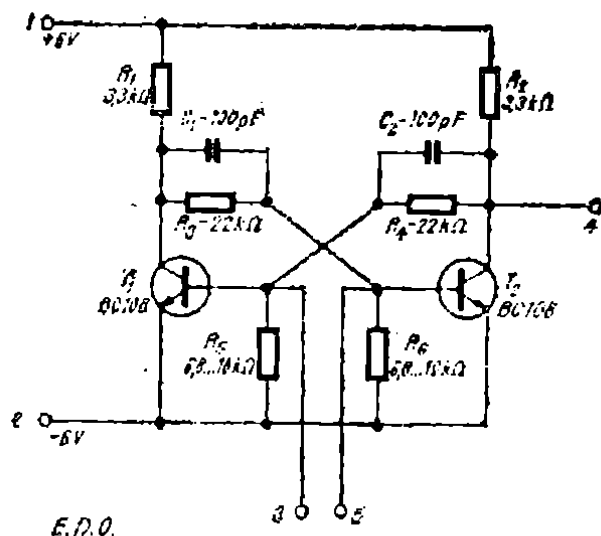 1
+6V
R1
3,3kΩ
R2
3,3kΩ
C1-100pF
C2-100pF
R3-22kΩ
R4-22kΩ
4
T1
BC108
T2
BC108
R5
6,8...10kΩ
R6
6,8...10kΩ
2
-6V
3
5
E.D.O.